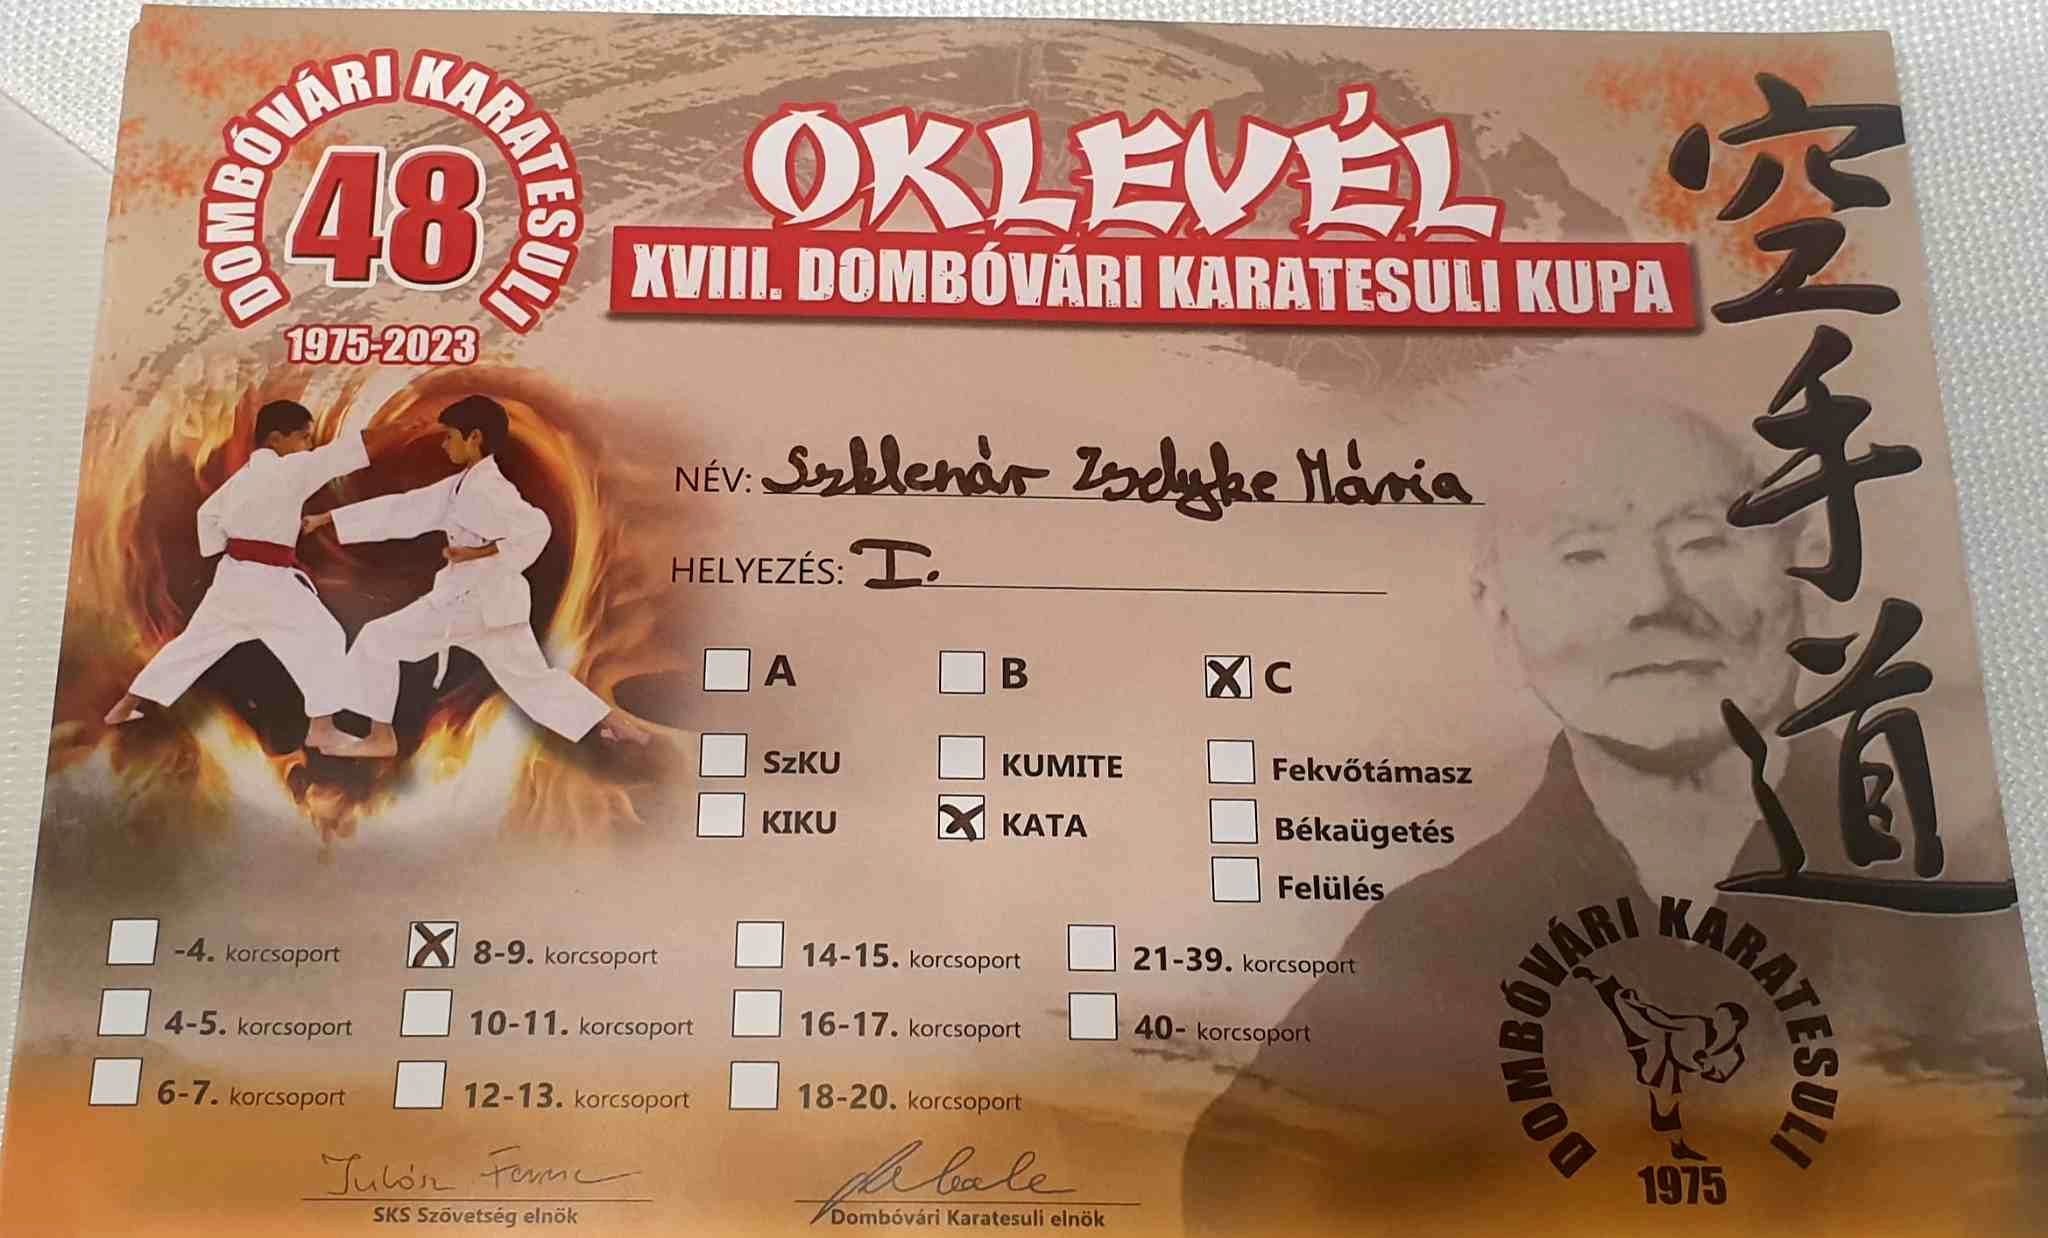 DOMBÓVÁRI KARATESULI
48
1975-2023
OKLEVÉL
XVIII. DOMBÓVÁRI KARATESULI KUPA
空手道
NÉV: Szklenár Zselyke Mária
HELYEZÉS: I.
A B X C
SzKU KUMITE Fekvőtámasz
KIKU X KATA Békaügetés
Felülés
-4. korcsoport X 8-9. korcsoport 14-15. korcsoport 21-39. korcsoport
4-5. korcsoport 10-11. korcsoport 16-17. korcsoport 40- korcsoport
6-7. korcsoport 12-13. korcsoport 18-20. korcsoport
SKS Szövetség elnök Dombóvári Karatesuli elnök
DOMBÓVÁRI KARATESULI
1975